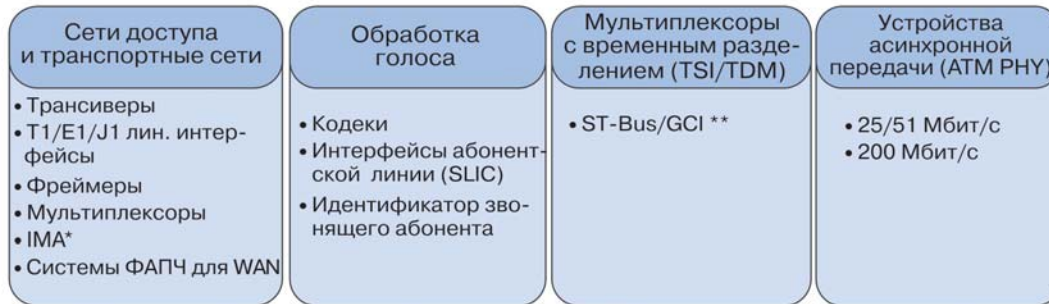 Сети доступа
и транспортные сети
• Трансиверы
• T1/E1/J1 лин. интер-
фейсы
• Фреймеры
• Мультиплексоры
• IMA*
• Системы ФАПЧ для WAN
Обработка
голоса
• Кодеки
• Интерфейсы абонент-
ской линии (SLIC)
• Идентификатор зво-
нящего абонента
Мультиплексоры
с временным разде-
лением (TSI/TDM)
• ST-Bus/GCI **
Устройства
асинхронной
передачи (ATM PHY)
• 25/51 Мбит/с
• 200 Мбит/с